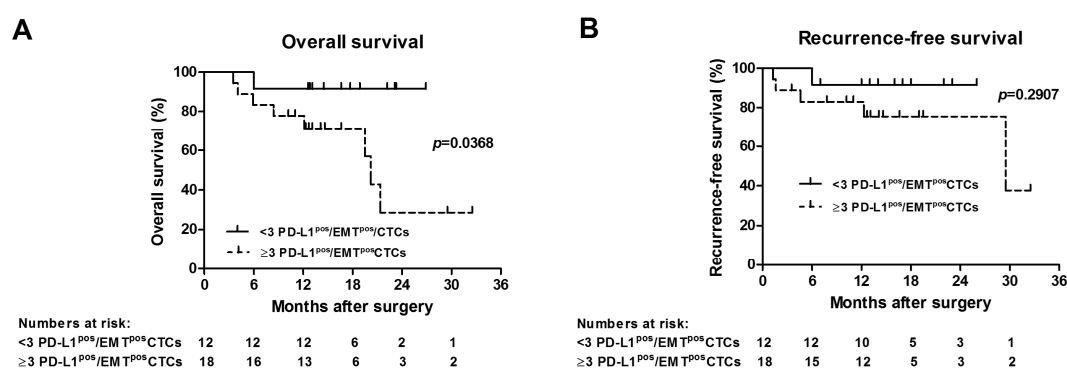 A
Overall survival
Overall survival (%)
100
80
60
40
20
0
p=0.0368
<3 PD-L1pos/EMTpos/CTCs
≥3 PD-L1pos/EMTposCTCs
0 6 12 18 24 30 36
Months after surgery
Numbers at risk:
<3 PD-L1pos/EMTposCTCs 12 12 12 6 2 1
≥3 PD-L1pos/EMTposCTCs 18 16 13 6 3 2
B
Recurrence-free survival
Recurrence-free survival (%)
100
80
60
40
20
0
p=0.2907
<3 PD-L1pos/EMTposCTCs
≥3 PD-L1pos/EMTposCTCs
0 6 12 18 24 30 36
Months after surgery
Numbers at risk:
<3 PD-L1pos/EMTposCTCs 12 12 10 5 3 1
≥3 PD-L1pos/EMTposCTCs 18 15 12 5 3 2